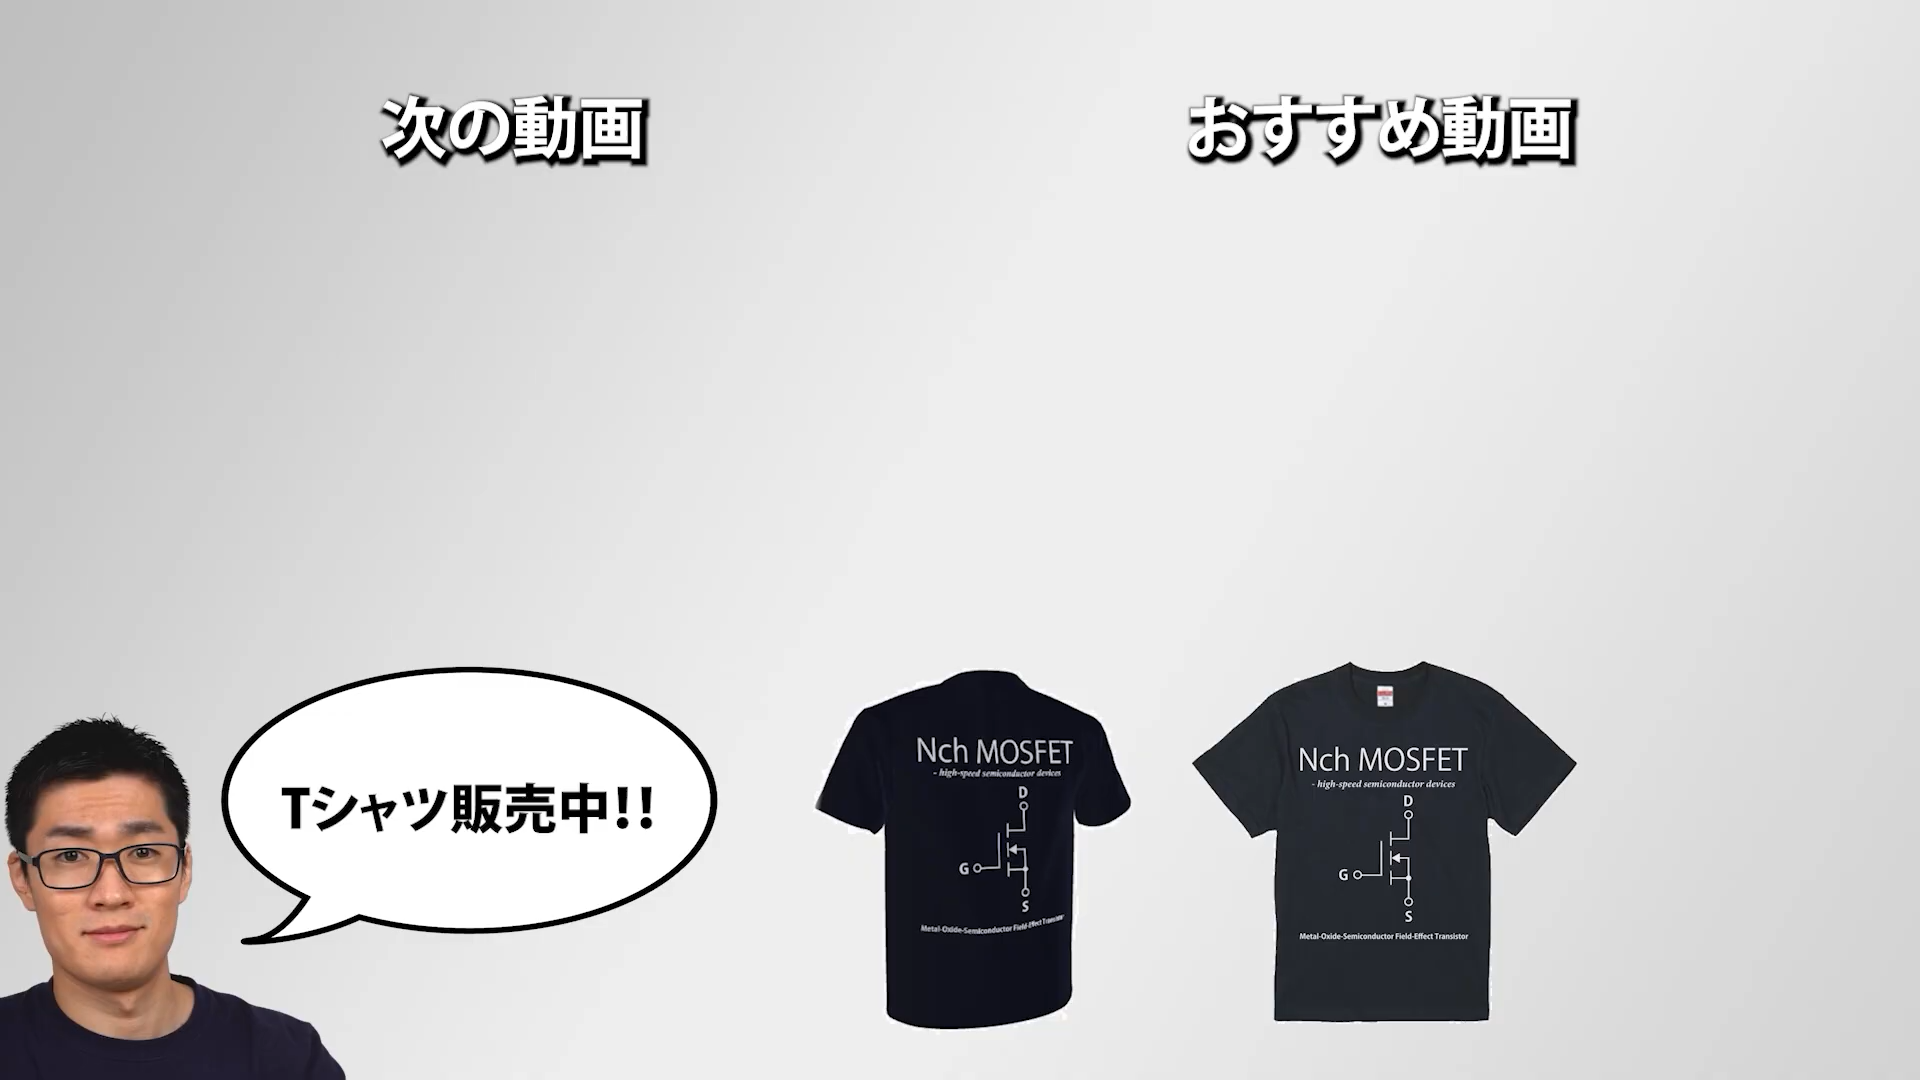 次の動画
おすすめ動画
Tシャツ販売中!!
Nch MOSFET
- high-speed semiconductor devices
D
G
S
Metal-Oxide-Semiconductor Field-Effect Transistor
Nch MOSFET
- high-speed semiconductor devices
D
G
S
Metal-Oxide-Semiconductor Field-Effect Transistor